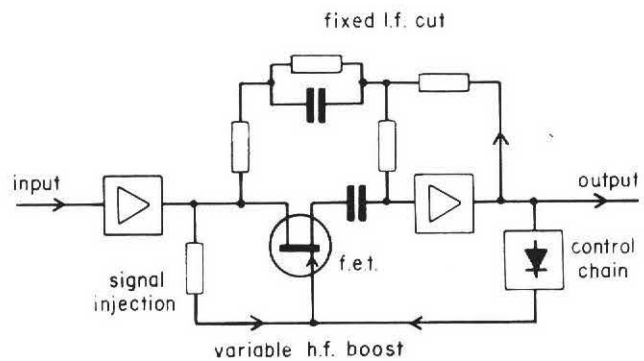 fixed l.f. cut
input
output
signal
injection
f.e.t.
control
chain
variable h.f. boost